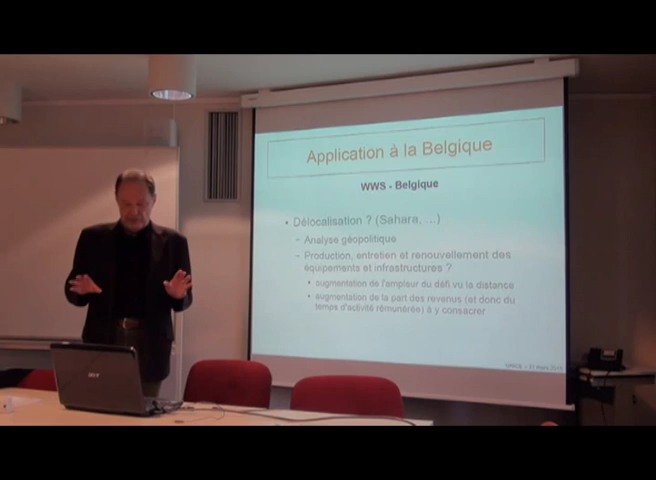 Application à la Belgique
WWS - Belgique
• Délocalisation ? (Sahara, …)
– Analyse géopolitique
– Production, entretien et renouvellement des
équipements et infrastructures ?
• augmentation de l'ampleur du défi vu la distance
• augmentation de la part des revenus (et donc du
temps d'activité rémunérée) à y consacrer
mars
acer